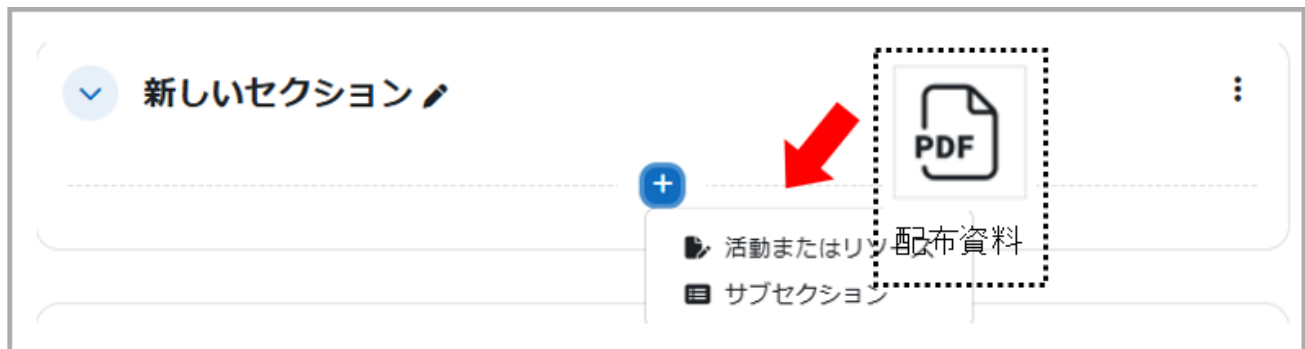 新しいセクション
PDF
配布資料
活動またはリソース
サブセクション